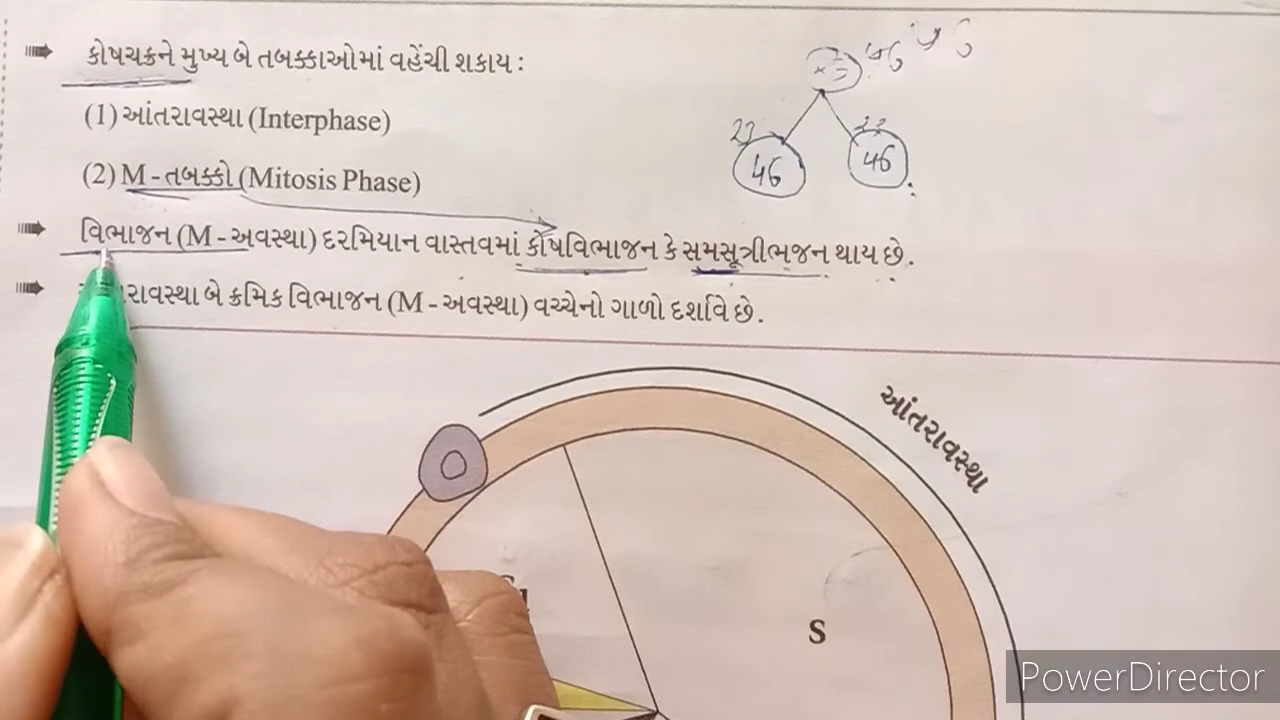 કોષચક્રને મુખ્ય બે તબક્કાઓમાં વહેંચી શકાય :
(1) આંતરાવસ્થા (Interphase)
(2) M - તબક્કો (Mitosis Phase)
46 46
વિભાજન (M - અવસ્થા) દરમિયાન વાસ્તવમાં કોષવિભાજન કે સમસૂત્રીભાજન થાય છે.
રાવસ્થા બે ક્રમિક વિભાજન (M - અવસ્થા) વચ્ચેનો ગાળો દર્શાવે છે.
આંતરાવસ્થા
S
PowerDirector